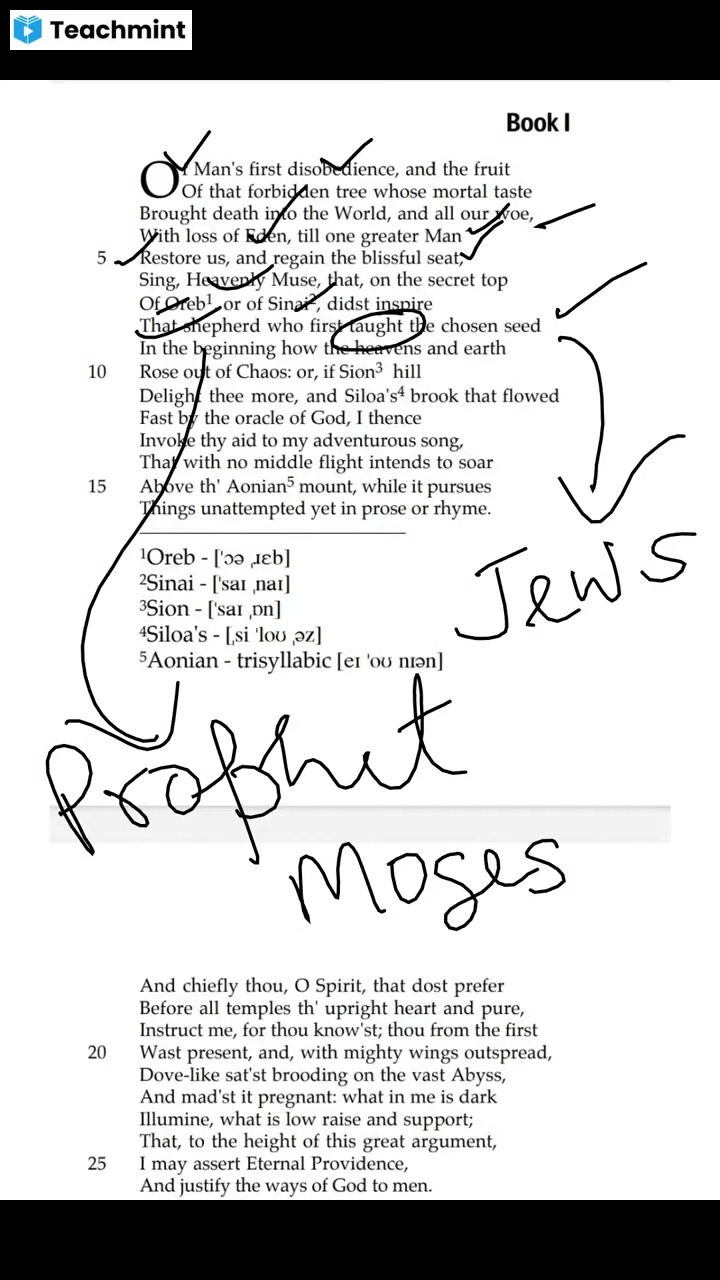 Teachmint
Book I
Of Man's first disobedience, and the fruit
Of that forbidden tree whose mortal taste
Brought death into the World, and all our woe,
With loss of Eden, till one greater Man
5 Restore us, and regain the blissful seat,
Sing, Heavenly Muse, that, on the secret top
Of Oreb¹, or of Sinai², didst inspire
That shepherd who first taught the chosen seed
In the beginning how the heavens and earth
10 Rose out of Chaos: or, if Sion³ hill
Delight thee more, and Siloa's⁴ brook that flowed
Fast by the oracle of God, I thence
Invoke thy aid to my adventurous song,
That with no middle flight intends to soar
15 Above th' Aonian⁵ mount, while it pursues
Things unattempted yet in prose or rhyme.
¹Oreb - ['ɔə ˌɹɛb]
²Sinai - ['saɪ ˌnaɪ]
³Sion - ['saɪ ˌɒn]
⁴Siloa's - [ˌsi 'loʊ ˌəz]
⁵Aonian - trisyllabic [eɪ 'oʊ nɪən]
Jews
Prophet
Moses
And chiefly thou, O Spirit, that dost prefer
Before all temples th' upright heart and pure,
Instruct me, for thou know'st; thou from the first
20 Wast present, and, with mighty wings outspread,
Dove-like sat'st brooding on the vast Abyss,
And mad'st it pregnant: what in me is dark
Illumine, what is low raise and support;
That, to the height of this great argument,
25 I may assert Eternal Providence,
And justify the ways of God to men.